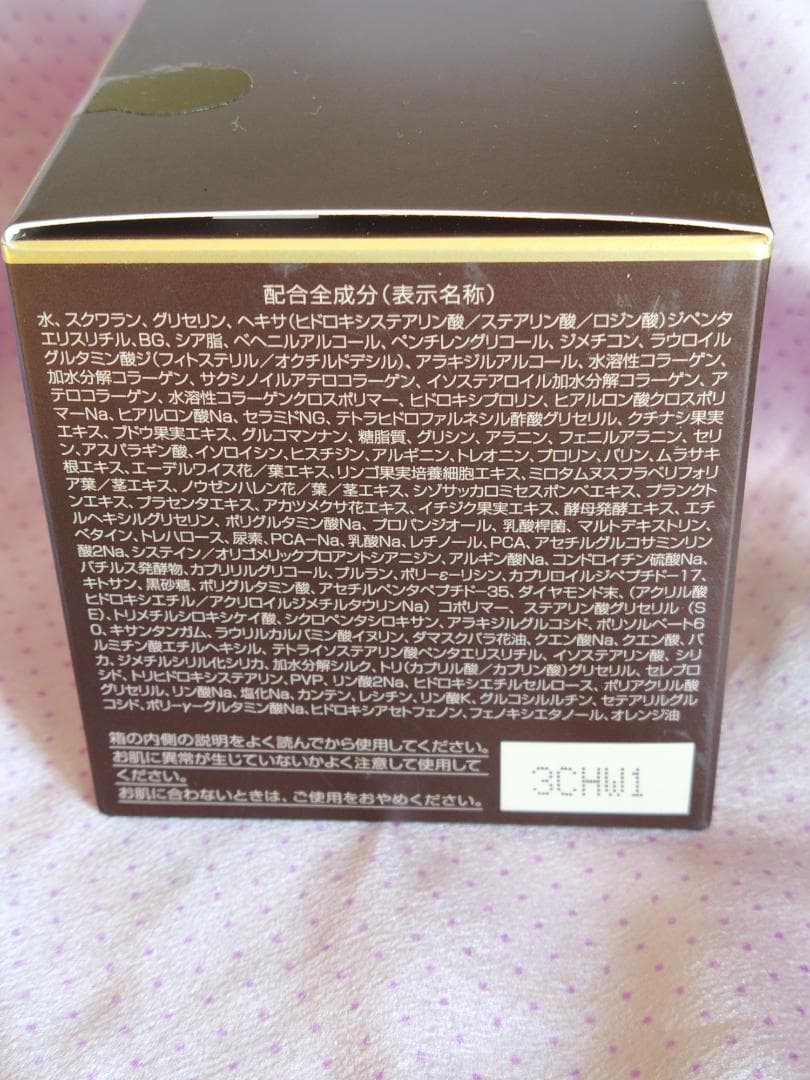 配合全成分（表示名称）
水、スクワラン、グリセリン、ヘキサ（ヒドロキシステアリン酸／ステアリン酸／ロジン酸）ジペンタ
エリスリチル、BG、シア脂、ベヘニルアルコール、ペンチレングリコール、ジメチコン、ラウロイル
グルタミン酸ジ（フィトステリル／オクチルドデシル）、アラキジルアルコール、水溶性コラーゲン、
加水分解コラーゲン、サクシノイルアテロコラーゲン、イソステアロイル加水分解コラーゲン、ア
テロコラーゲン、水溶性コラーゲンクロスポリマー、ヒドロキシプロリン、ヒアルロン酸クロスポリ
マーNa、ヒアルロン酸Na、セラミドNG、テトラヒドロファルネシル酢酸グリセリル、クチナシ果実
エキス、ブドウ果実エキス、グルコマンナン、糖脂質、グリシン、アラニン、フェニルアラニン、セリ
ン、アスパラギン酸、イソロイシン、ヒスチジン、アルギニン、トレオニン、プロリン、バリン、ムラサキ
根エキス、エーデルワイス花／葉エキス、リンゴ果実培養細胞エキス、ミロタムヌスフラベリフォリ
ア葉／茎エキス、ノウゼンハレン花／葉／茎エキス、シゾサッカロミセスポンベエキス、プランクト
ンエキス、プラセンタエキス、アカツメクサ花エキス、イチジク果実エキス、酵母発酵エキス、エチ
ルヘキシルグリセリン、ポリグルタミン酸Na、プロパンジオール、乳酸桿菌、マルトデキストリン、
ベタイン、トレハロース、尿素、PCA-Na、乳酸Na、レチノール、PCA、アセチルグルコサミンリン
酸2Na、システイン／オリゴメリックプロアントシアニジン、アルギン酸Na、コンドロイチン硫酸Na、
バチルス発酵物、カプリリルグリコール、プルラン、ポリ-ε-リシン、カプロイルジペプチド-17、
キトサン、黒砂糖、ポリグルタミン酸、アセチルペンタペプチド-35、ダイヤモンド末、（アクリル酸
ヒドロキシエチル／アクリロイルジメチルタウリンNa）コポリマー、ステアリン酸グリセリル（S
E）、トリメチルシロキシケイ酸、シクロペンタシロキサン、アラキジルグルコシド、ポリソルベート6
0、キサンタンガム、ラウリルカルバミン酸イヌリン、ダマスクバラ花油、クエン酸Na、クエン酸、パ
ルミチン酸エチルヘキシル、テトライソステアリン酸ペンタエリスリチル、イソステアリン酸、シリ
カ、ジメチルシリル化シリカ、加水分解シルク、トリ（カプリル酸／カプリン酸）グリセリル、セレブロ
シド、トリヒドロキシステアリン、PVP、リン酸2Na、ヒドロキシエチルセルロース、ポリアクリル酸
グリセリル、リン酸Na、塩化Na、カンテン、レシチン、リン酸K、グルコシルルチン、セテアリルグル
コシド、ポリ-γ-グルタミン酸Na、ヒドロキシアセトフェノン、フェノキシエタノール、オレンジ油
箱の内側の説明をよく読んでから使用してください。
お肌に異常が生じていないかよく注意して使用して
ください。
お肌に合わないときは、ご使用をおやめください。
3CHW1